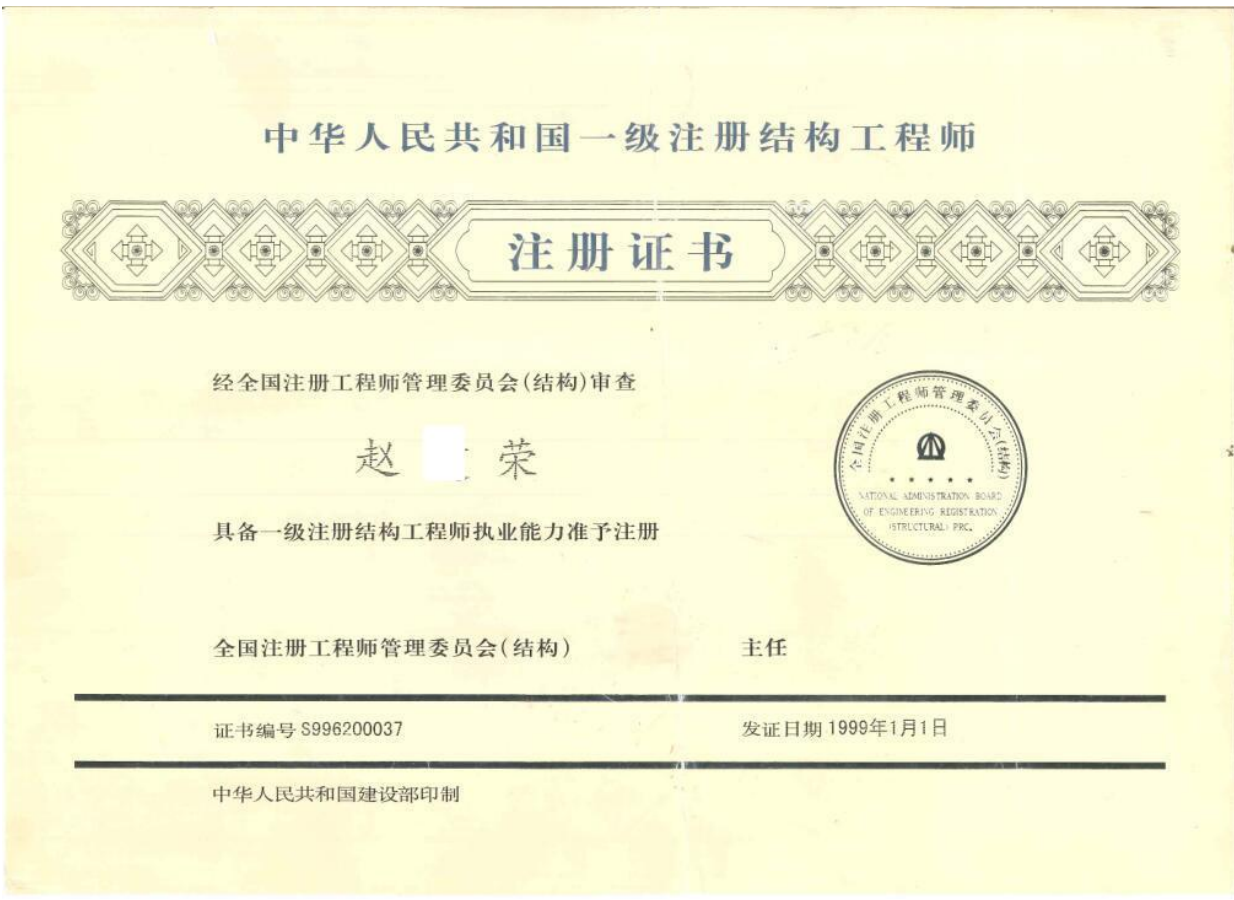 中华人民共和国一级注册结构工程师
注册证书
经全国注册工程师管理委员会(结构)审查
赵 荣
具备一级注册结构工程师执业能力准予注册
全国注册工程师管理委员会(结构)
NATIONAL ADMINISTRATION BOARD
OF ENGINEERING REGISTRATION
(STRUCTURAL) PRC.
全国注册工程师管理委员会(结构) 主任
证书编号 S996200037 发证日期 1999年1月1日
中华人民共和国建设部印制